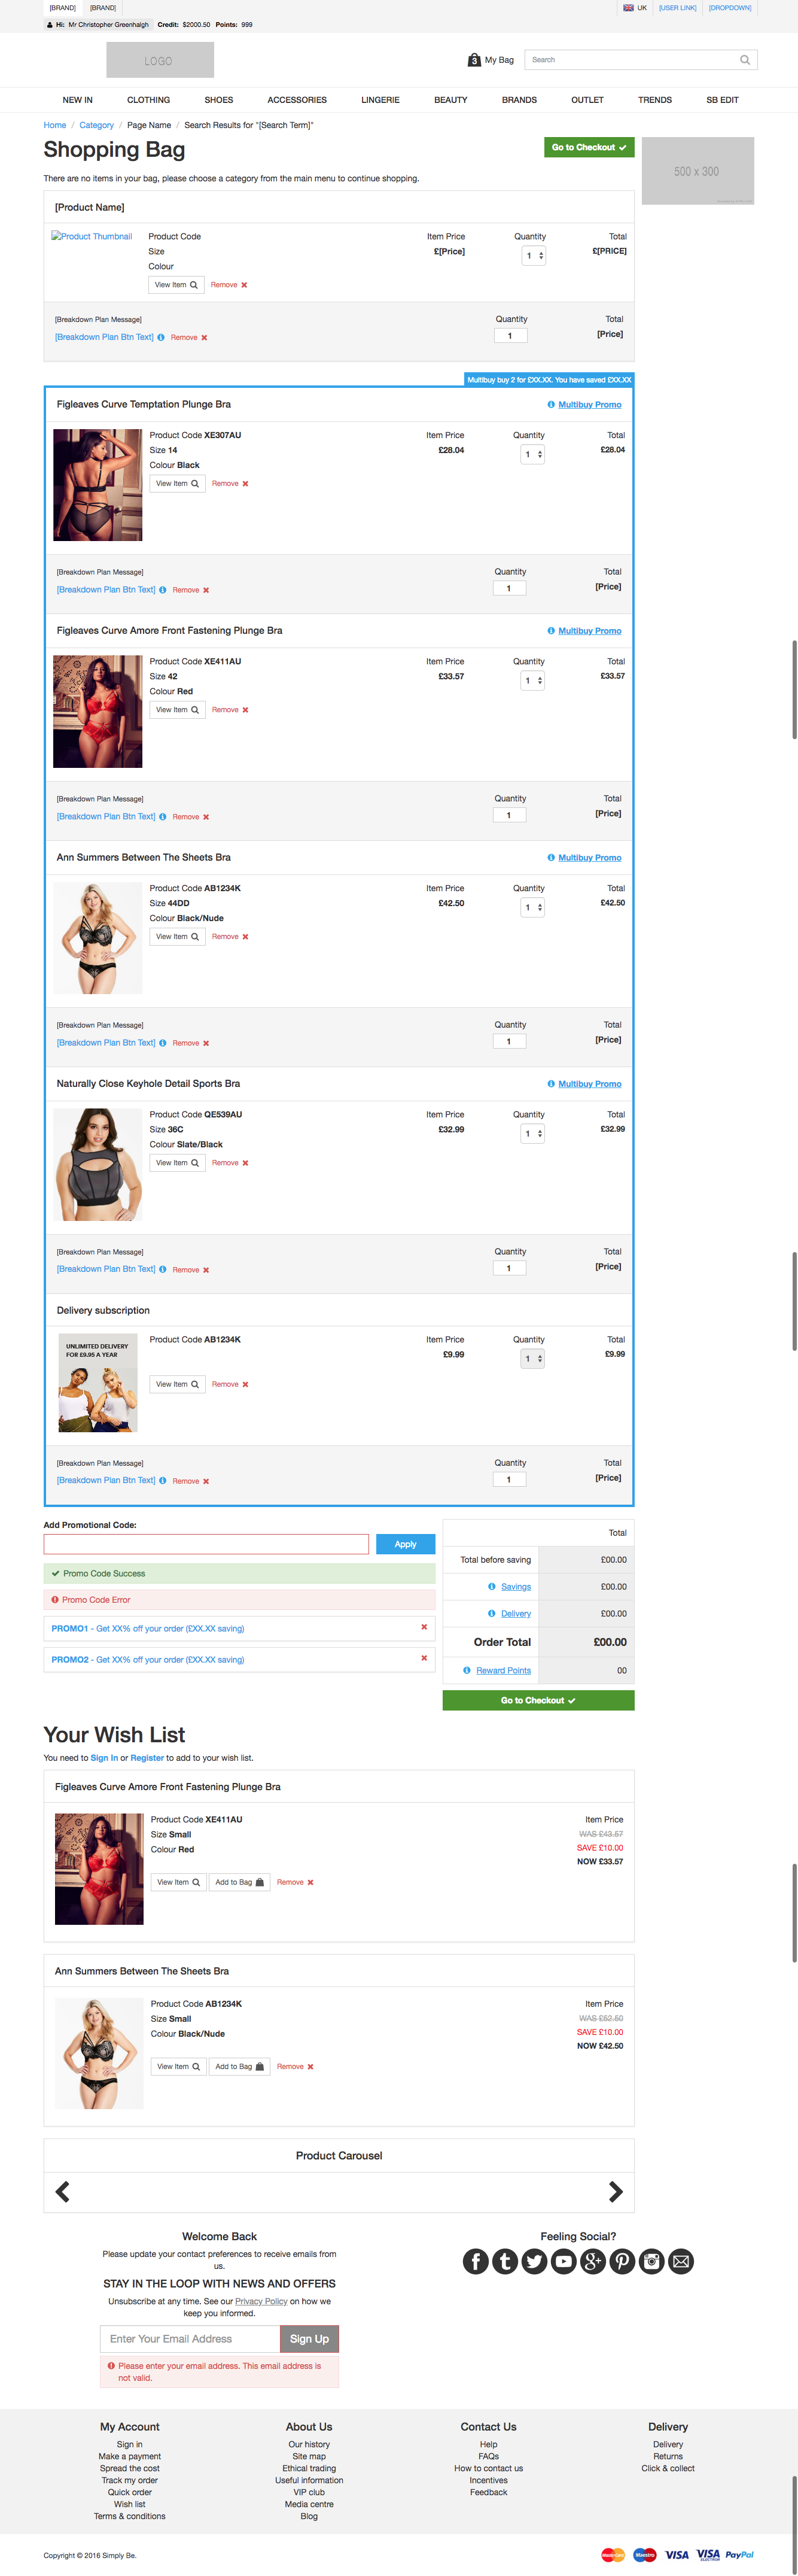 [BRAND] [BRAND] UK [USER LINK] [DROPDOWN]
Hi: Mr Christopher Greenhalgh Credit: $2000.50 Points: 999
LOGO 3 My Bag Search
NEW IN CLOTHING SHOES ACCESSORIES LINGERIE BEAUTY BRANDS OUTLET TRENDS SB EDIT
Home / Category / Page Name / Search Results for "[Search Term]"
Shopping Bag Go to Checkout
500 x 300
There are no items in your bag, please choose a category from the main menu to continue shopping.
[Product Name]
Product Thumbnail Product Code Item Price Quantity Total
Size £[Price] 1 £[PRICE]
Colour
View Item Remove
[Breakdown Plan Message] Quantity Total
[Breakdown Plan Btn Text] Remove 1 [Price]
Multibuy buy 2 for £XX.XX. You have saved £XX.XX
Figleaves Curve Temptation Plunge Bra Multibuy Promo
Product Code XE307AU Item Price Quantity Total
Size 14 £28.04 1 £28.04
Colour Black
View Item Remove
[Breakdown Plan Message] Quantity Total
[Breakdown Plan Btn Text] Remove 1 [Price]
Figleaves Curve Amore Front Fastening Plunge Bra Multibuy Promo
Product Code XE411AU Item Price Quantity Total
Size 42 £33.57 1 £33.57
Colour Red
View Item Remove
[Breakdown Plan Message] Quantity Total
[Breakdown Plan Btn Text] Remove 1 [Price]
Ann Summers Between The Sheets Bra Multibuy Promo
Product Code AB1234K Item Price Quantity Total
Size 44DD £42.50 1 £42.50
Colour Black/Nude
View Item Remove
[Breakdown Plan Message] Quantity Total
[Breakdown Plan Btn Text] Remove 1 [Price]
Naturally Close Keyhole Detail Sports Bra Multibuy Promo
Product Code QE539AU Item Price Quantity Total
Size 36C £32.99 1 £32.99
Colour Slate/Black
View Item Remove
[Breakdown Plan Message] Quantity Total
[Breakdown Plan Btn Text] Remove 1 [Price]
Delivery subscription
UNLIMITED DELIVERY
FOR £9.95 A YEAR
Product Code AB1234K Item Price Quantity Total
£9.99 1 £9.99
View Item Remove
[Breakdown Plan Message] Quantity Total
[Breakdown Plan Btn Text] Remove 1 [Price]
Add Promotional Code:
Apply
Promo Code Success
Promo Code Error
PROMO1 - Get XX% off your order (£XX.XX saving)
PROMO2 - Get XX% off your order (£XX.XX saving)
Total
Total before saving £00.00
Savings £00.00
Delivery £00.00
Order Total £00.00
Reward Points 00
Go to Checkout
Your Wish List
You need to Sign In or Register to add to your wish list.
Figleaves Curve Amore Front Fastening Plunge Bra
Product Code XE411AU Item Price
Size Small WAS £43.57
Colour Red SAVE £10.00
NOW £33.57
View Item Add to Bag Remove
Ann Summers Between The Sheets Bra
Product Code AB1234K Item Price
Size Small WAS £52.50
Colour Black/Nude SAVE £10.00
NOW £42.50
View Item Add to Bag Remove
Product Carousel
Welcome Back
Please update your contact preferences to receive emails from
us.
STAY IN THE LOOP WITH NEWS AND OFFERS
Unsubscribe at any time. See our Privacy Policy on how we
keep you informed.
Enter Your Email Address Sign Up
Please enter your email address. This email address is
not valid.
Feeling Social?
My Account
Sign in
Make a payment
Spread the cost
Track my order
Quick order
Wish list
Terms & conditions
About Us
Our history
Site map
Ethical trading
Useful information
VIP club
Media centre
Blog
Contact Us
Help
FAQs
How to contact us
Incentives
Feedback
Delivery
Delivery
Returns
Click & collect
Copyright © 2016 Simply Be. MasterCard Maestro VISA VISA ELECTRON PayPal